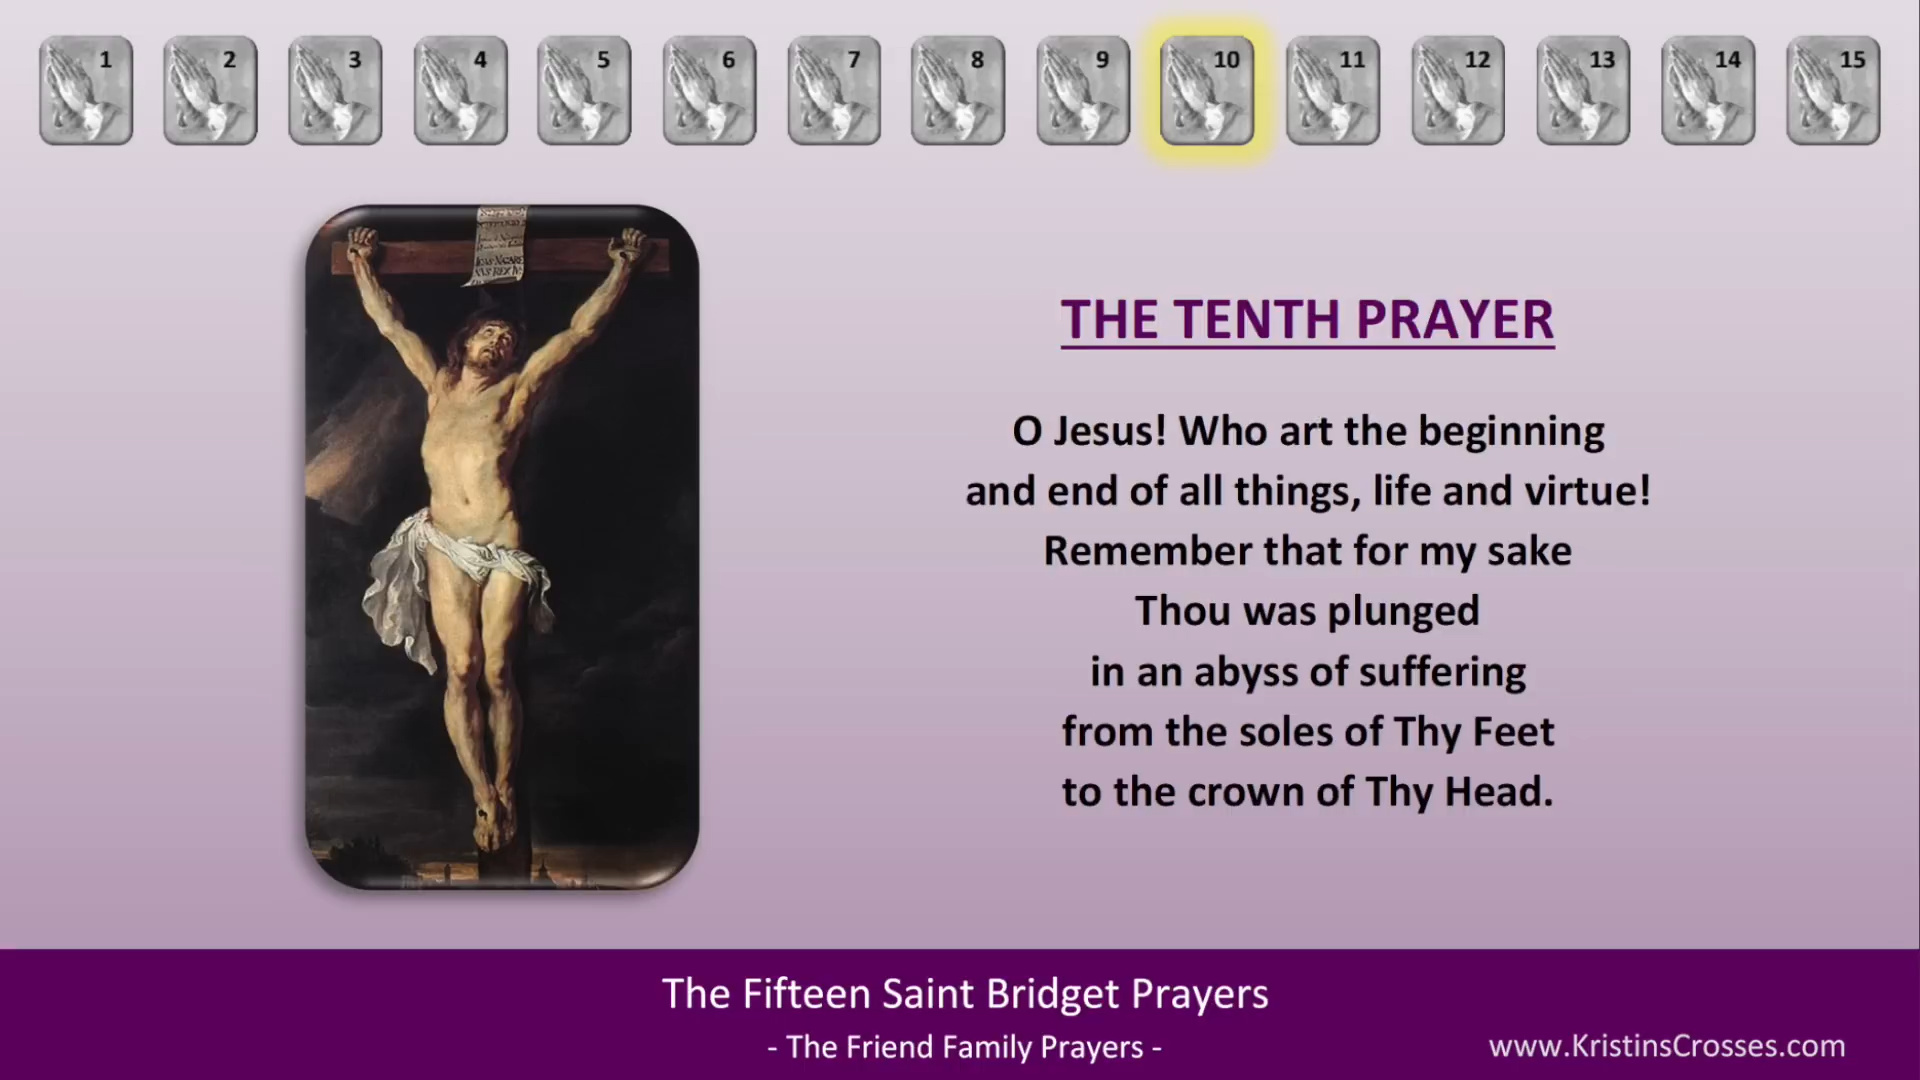 1 2 3 4 5 6 7 8 9 10 11 12 13 14 15
THE TENTH PRAYER
O Jesus! Who art the beginning
and end of all things, life and virtue!
Remember that for my sake
Thou was plunged
in an abyss of suffering
from the soles of Thy Feet
to the crown of Thy Head.
The Fifteen Saint Bridget Prayers
- The Friend Family Prayers -
www.KristinsCrosses.com